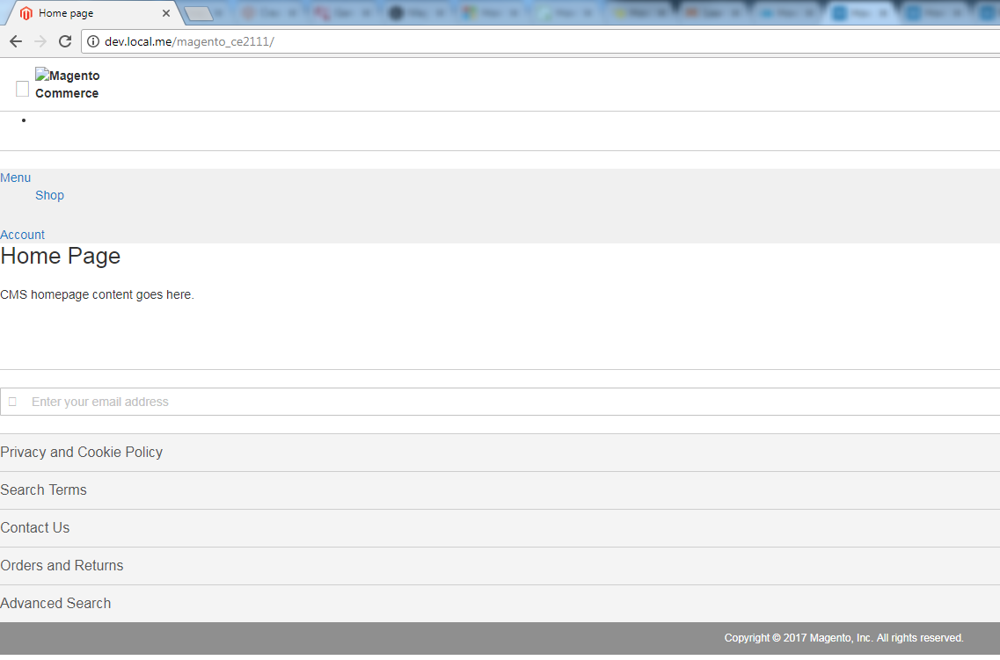 Home page
dev.local.me/magento_ce2111/
Magento
Commerce
Menu
Shop
Account
Home Page
CMS homepage content goes here.
Enter your email address
Privacy and Cookie Policy
Search Terms
Contact Us
Orders and Returns
Advanced Search
Copyright © 2017 Magento, Inc. All rights reserved.